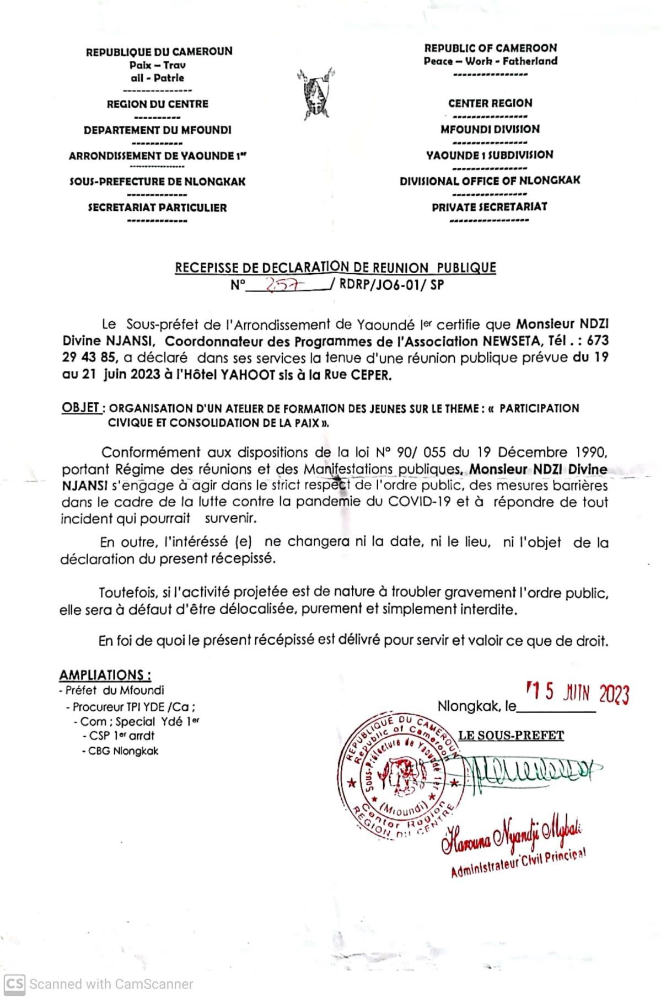 REPUBLIQUE DU CAMEROUN
Paix – Trav
ail - Patrie
REGION DU CENTRE
DEPARTEMENT DU MFOUNDI
ARRONDISSEMENT DE YAOUNDE 1er
SOUS-PREFECTURE DE NLONGKAK
SECRETARIAT PARTICULIER
REPUBLIC OF CAMEROON
Peace – Work - Fatherland
CENTER REGION
MFOUNDI DIVISION
YAOUNDE 1 SUBDIVISION
DIVISIONAL OFFICE OF NLONGKAK
PRIVATE SECRETARIAT
RECEPISSE DE DECLARATION DE REUNION PUBLIQUE
N° 257 / RDRP/JO6-01/ SP
Le Sous-préfet de l'Arrondissement de Yaoundé Ier certifie que Monsieur NDZI
Divine NJANSI, Coordonnateur des Programmes de l'Association NEWSETA, Tél . : 673
29 43 85, a déclaré dans ses services la tenue d'une réunion publique prévue du 19
au 21 juin 2023 à l'Hôtel YAHOOT sis à la Rue CEPER.
OBJET : ORGANISATION D'UN ATELIER DE FORMATION DES JEUNES SUR LE THEME : « PARTICIPATION
CIVIQUE ET CONSOLIDATION DE LA PAIX ».
Conformément aux dispositions de la loi N° 90/ 055 du 19 Décembre 1990,
portant Régime des réunions et des Manifestations publiques, Monsieur NDZI Divine
NJANSI s'engage à agir dans le strict respect de l'ordre public, des mesures barrières
dans le cadre de la lutte contre la pandemie du COVID-19 et à répondre de tout
incident qui pourrait survenir.
En outre, l'intéréssé (e) ne changera ni la date, ni le lieu, ni l'objet de la
déclaration du present récepissé.
Toutefois, si l'activité projetée est de nature à troubler gravement l'ordre public,
elle sera à défaut d'être délocalisée, purement et simplement interdite.
En foi de quoi le présent récépissé est délivré pour servir et valoir ce que de droit.
AMPLIATIONS :
- Préfet du Mfoundi
- Procureur TPI YDE /Ca ;
- Com ; Special Ydé 1er
- CSP 1er arrdt
- CBG Nlongkak
Nlongkak, le 15 JUIN 2023
LE SOUS-PREFET
REPUBLIQUE DU CAMEROUN
Republic of Cameroon
Sous-Préfecture de Yaoundé 1er
(Mfoundi)
Center Region
REGION DU CENTRE
Harouna Nyandji Mgbatou
Administrateur Civil Principal
CS Scanned with CamScanner